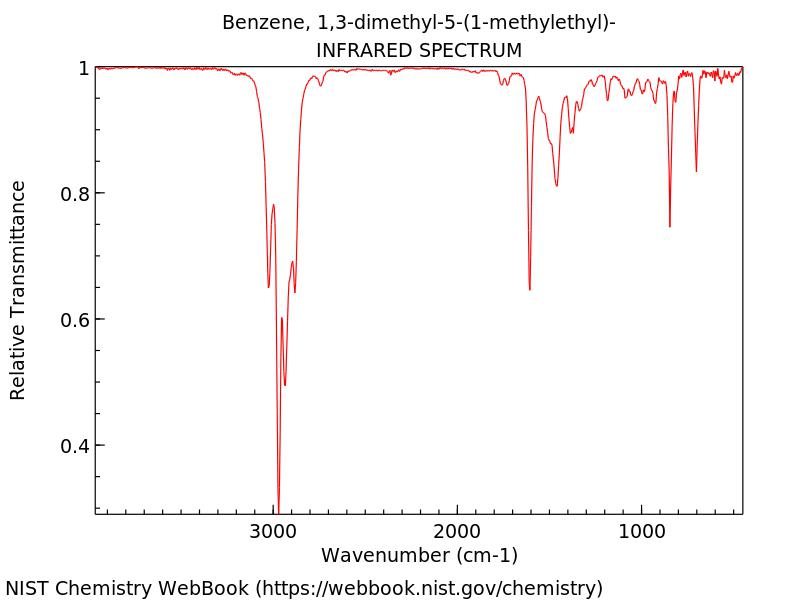 Benzene, 1,3-dimethyl-5-(1-methylethyl)-
INFRARED SPECTRUM
1
0.8
0.6
0.4
Relative Transmittance
3000 2000 1000
Wavenumber (cm-1)
NIST Chemistry WebBook (https://webbook.nist.gov/chemistry)